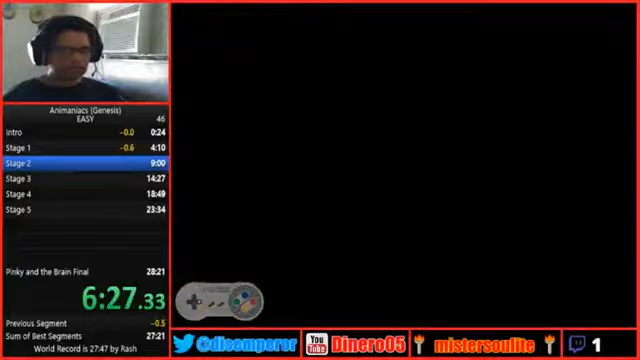 Animaniacs (Genesis)
EASY 46
Intro -0.0 0:24
Stage 1 -0.6 4:10
Stage 2 9:00
Stage 3 14:27
Stage 4 18:49
Stage 5 23:34
Pinky and the Brain Final 28:21
6:27.33
Previous Segment -0.5
Sum of Best Segments 27:21
World Record is 27:47 by Rash
@disemperor You Tube Dinero05 mistersoulite 1